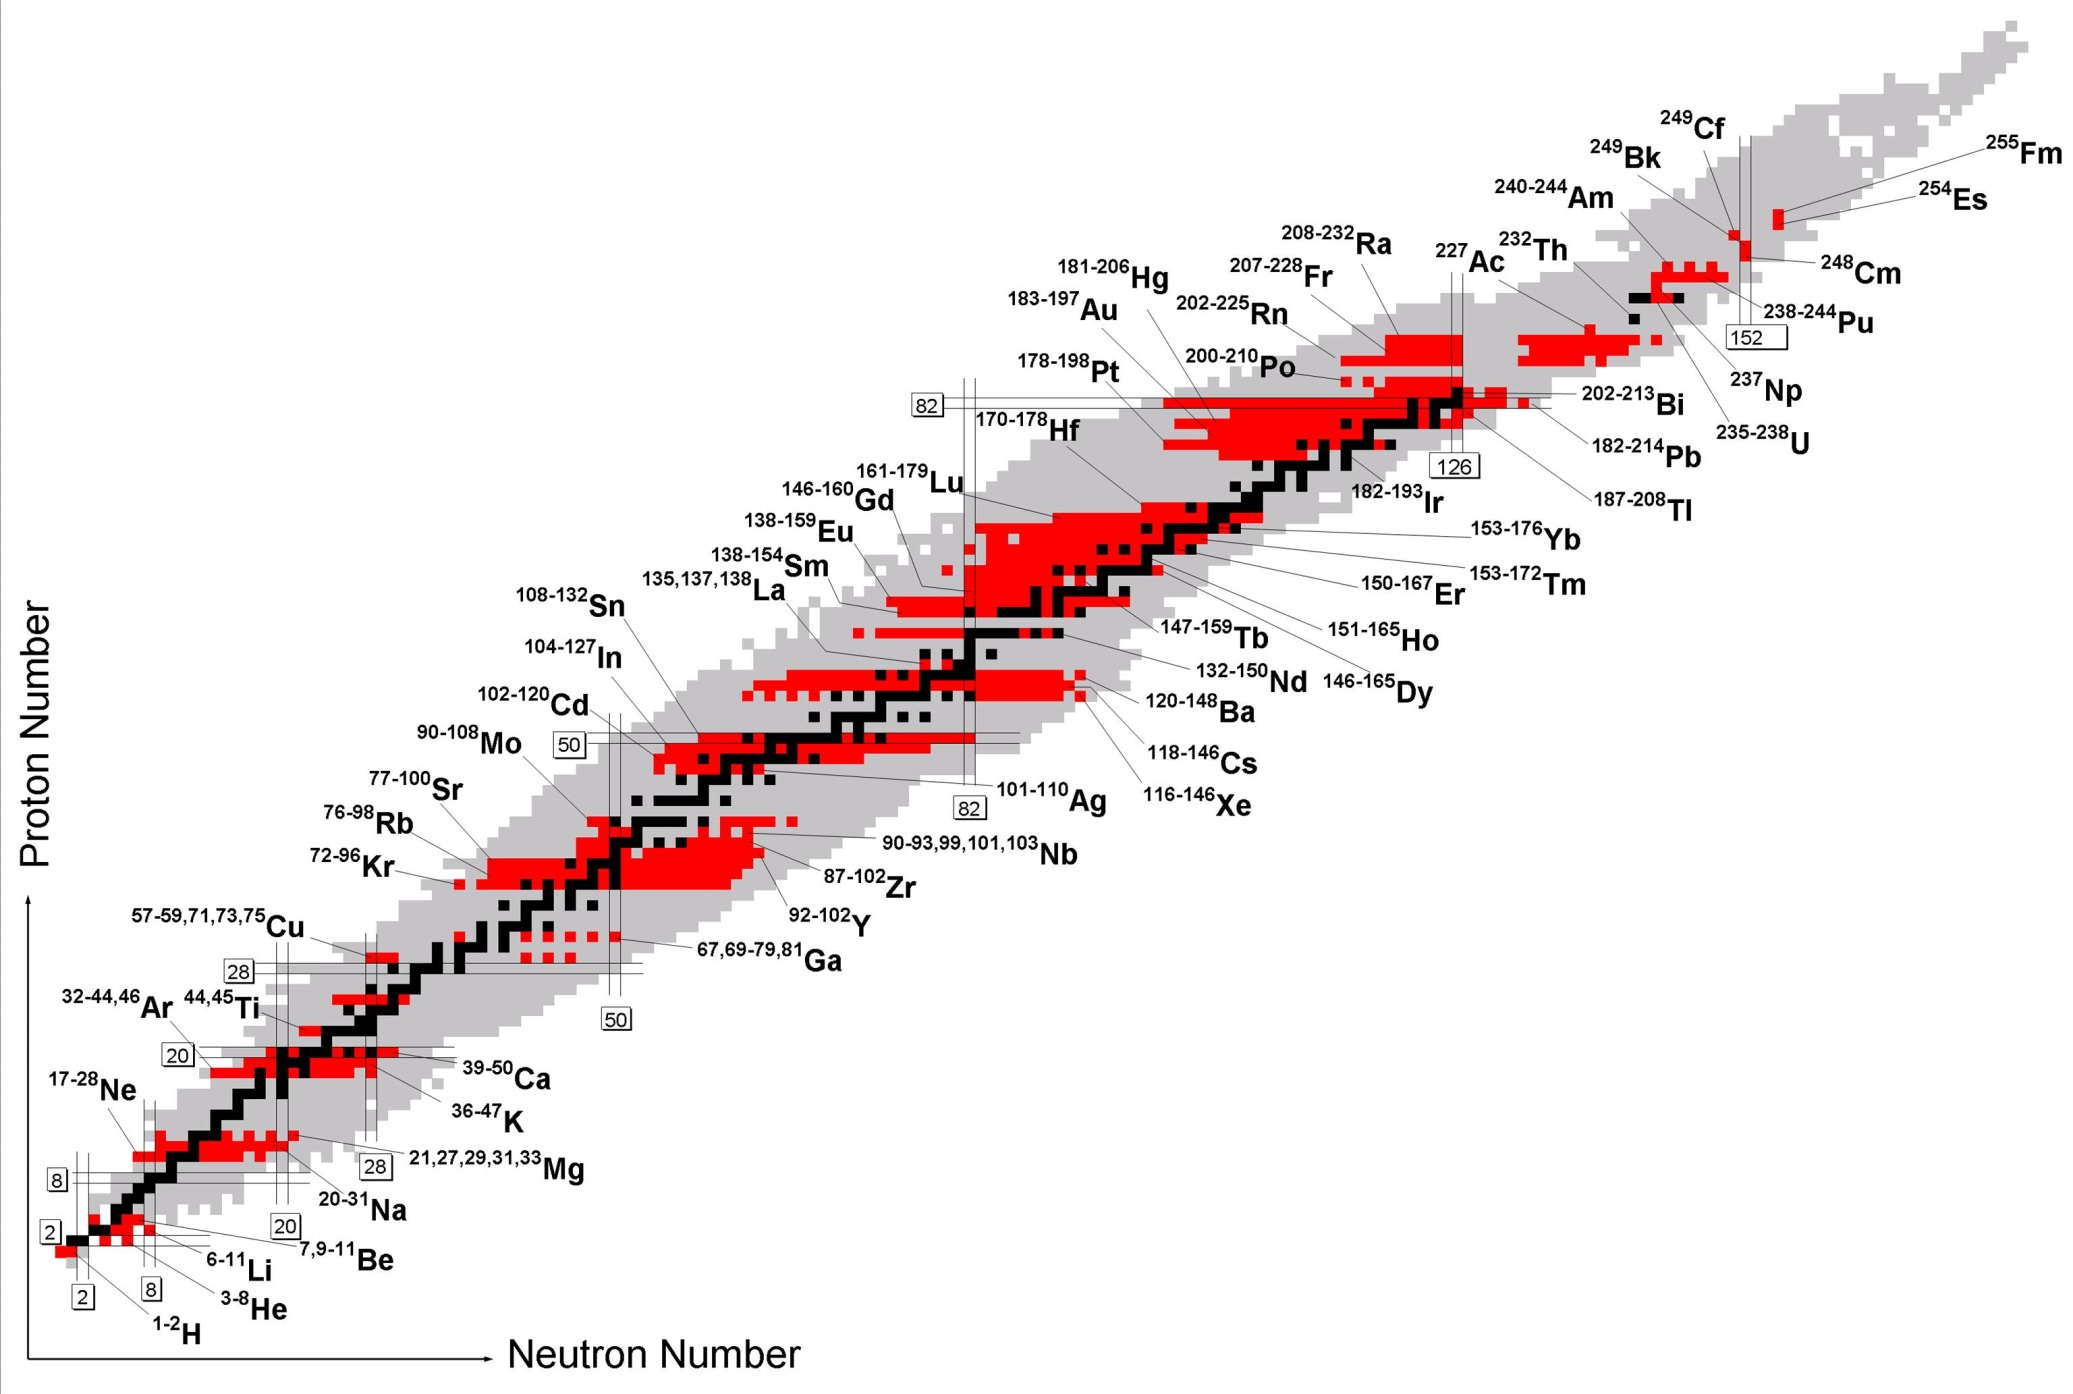 249Cf
249Bk
255Fm
240-244Am
254Es
208-232Ra
227Ac
232Th
181-206Hg
207-228Fr
248Cm
183-197Au
202-225Rn
238-244Pu
152
178-198Pt
200-210Po
237Np
202-213Bi
82
170-178Hf
235-238U
182-214Pb
126
161-179Lu
146-160Gd
182-193Ir
187-208Tl
138-159Eu
153-176Yb
138-154Sm
153-172Tm
135,137,138La
150-167Er
108-132Sn
147-159Tb
151-165Ho
104-127In
132-150Nd
146-165Dy
102-120Cd
120-148Ba
90-108Mo
50
118-146Cs
77-100Sr
101-110Ag
116-146Xe
82
76-98Rb
90-93,99,101,103Nb
72-96Kr
87-102Zr
57-59,71,73,75Cu
92-102Y
67,69-79,81Ga
28
32-44,46Ar
44,45Ti
50
20
39-50Ca
17-28Ne
36-47K
21,27,29,31,33Mg
28
8
20-31Na
20
2
7,9-11Be
6-11Li
8
2
3-8He
1-2H
Proton Number
Neutron Number